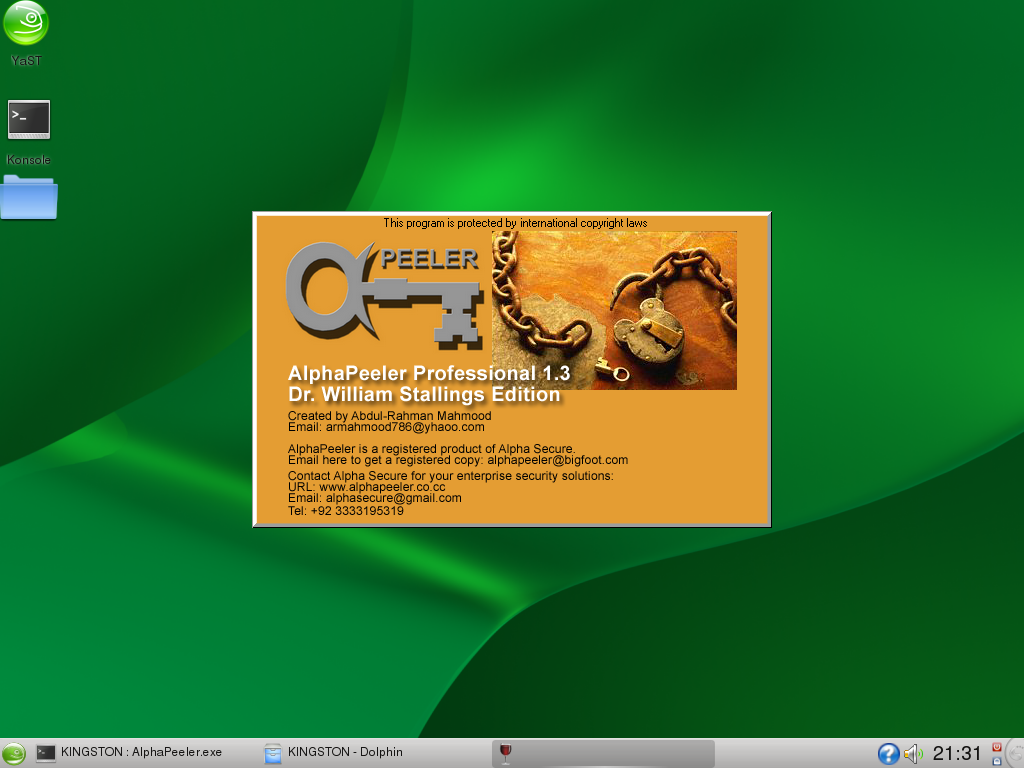 YaST
Konsole
This program is protected by international copyright laws
PEELER
AlphaPeeler Professional 1.3
Dr. William Stallings Edition
Created by Abdul-Rahman Mahmood
Email: armahmood786@yhaoo.com
AlphaPeeler is a registered product of Alpha Secure.
Email here to get a registered copy: alphapeeler@bigfoot.com
Contact Alpha Secure for your enterprise security solutions:
URL: www.alphapeeler.co.cc
Email: alphasecure@gmail.com
Tel: +92 3333195319
KINGSTON : AlphaPeeler.exe
KINGSTON - Dolphin
21:31